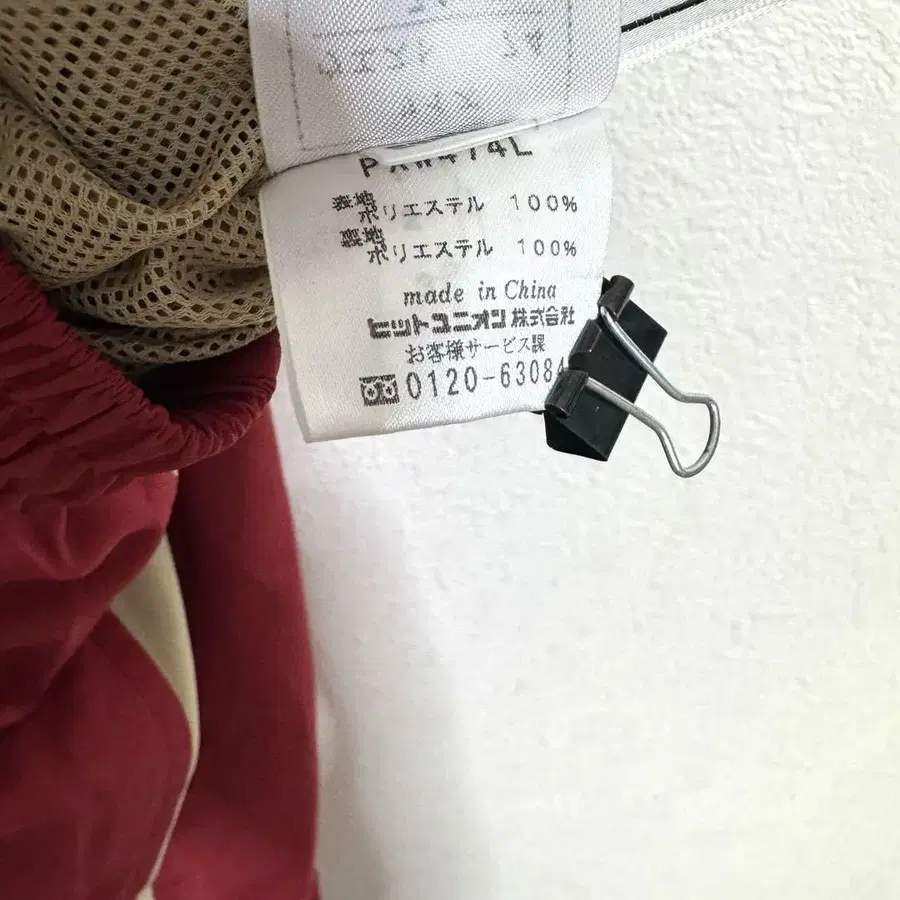 表地
ポリエステル 100%
裏地
ポリエステル 100%
made in China
ヒットユニオン株式会社
お客様サービス課
0120-63084